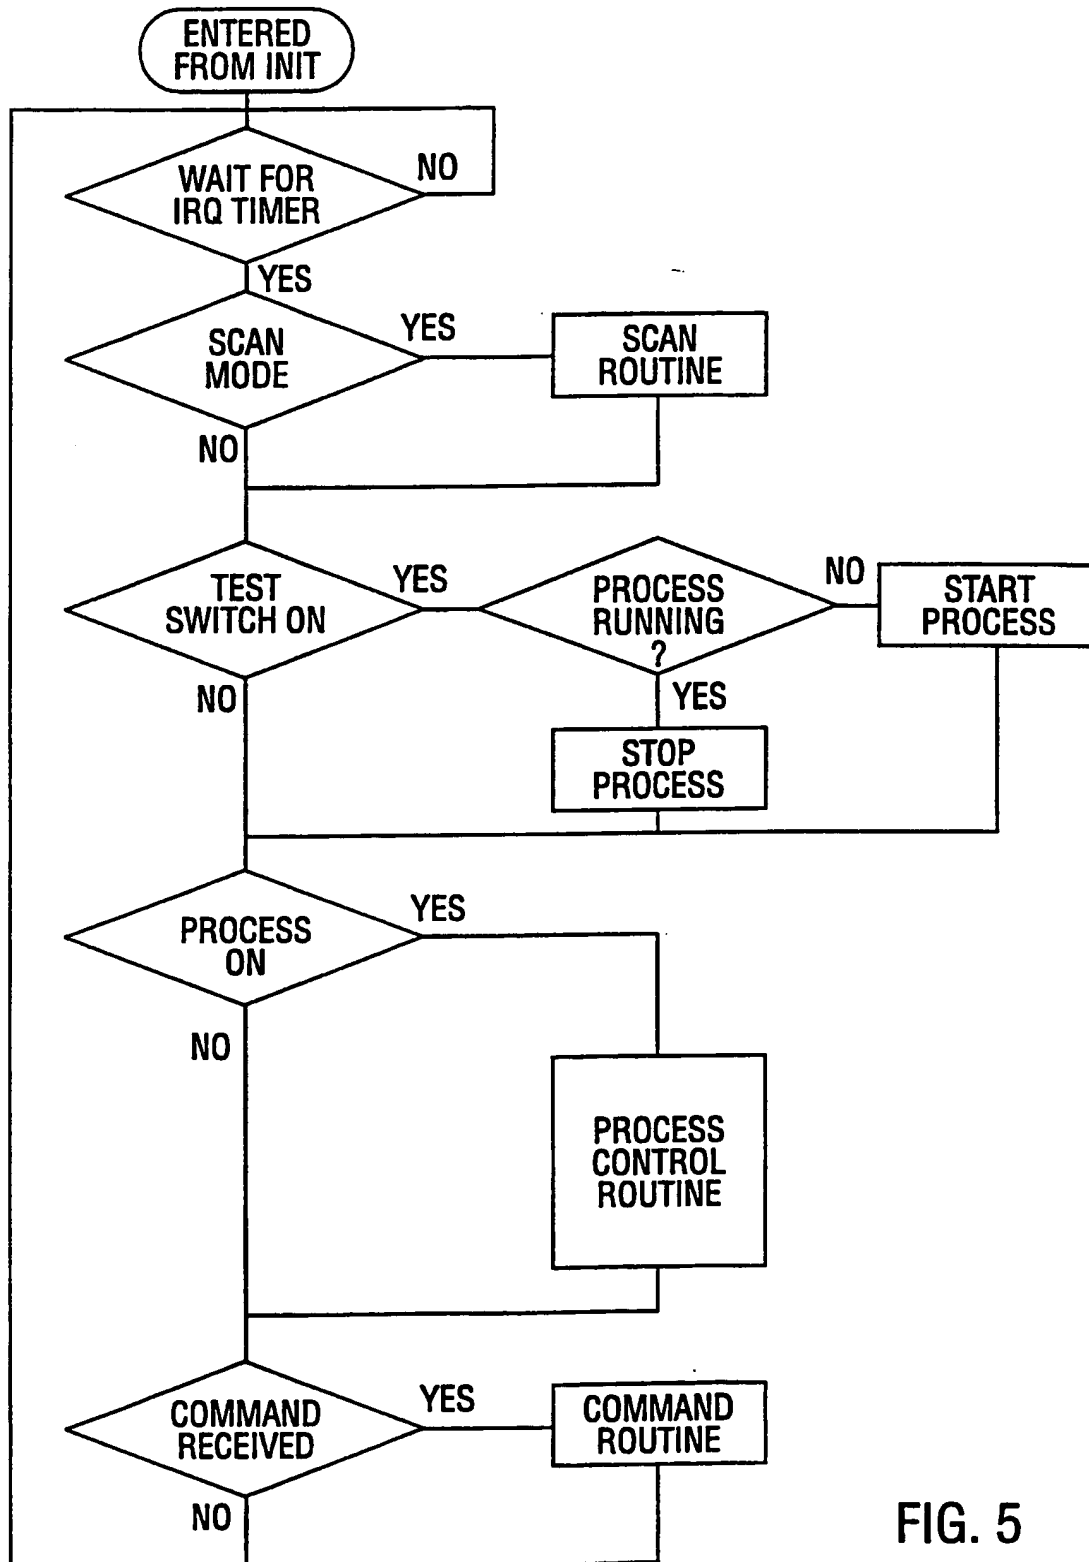 ENTERED
FROM INIT
WAIT FOR
IRQ TIMER
NO
YES
SCAN
MODE
YES
SCAN
ROUTINE
NO
TEST
SWITCH ON
YES
PROCESS
RUNNING
?
NO
START
PROCESS
NO
YES
STOP
PROCESS
PROCESS
ON
YES
NO
PROCESS
CONTROL
ROUTINE
COMMAND
RECEIVED
YES
COMMAND
ROUTINE
NO
FIG. 5